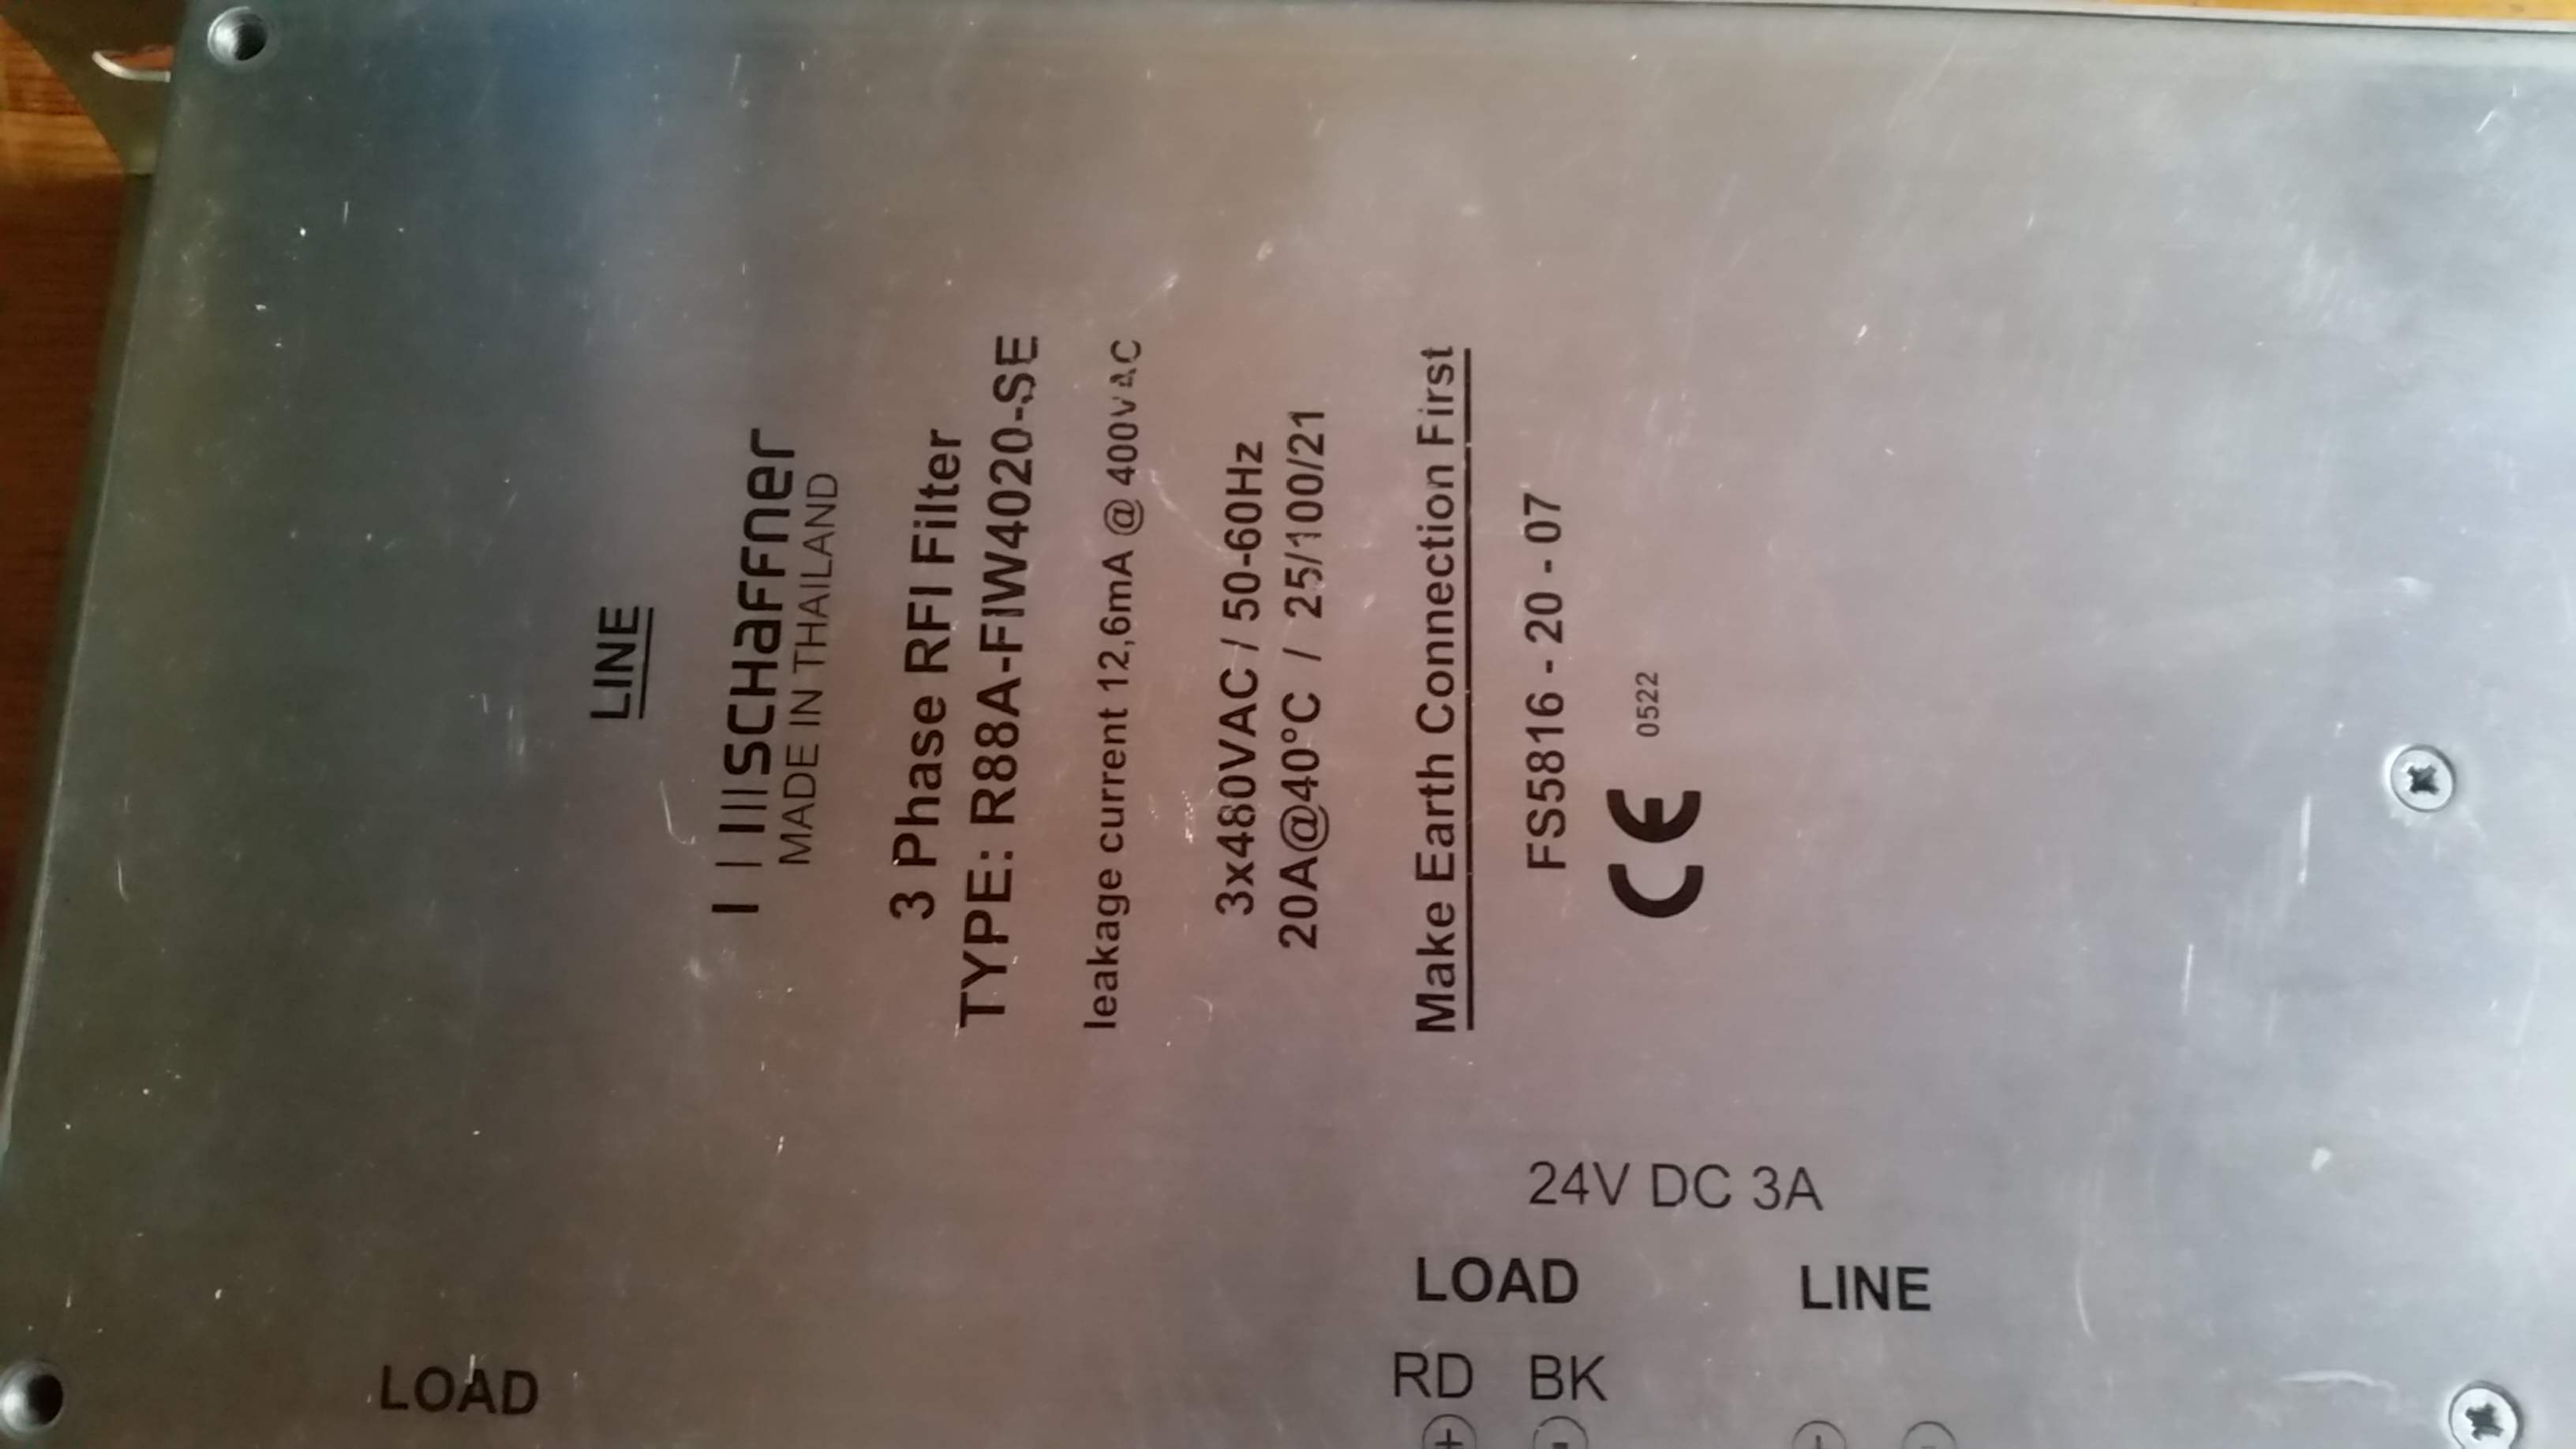 LINE
SCHAFFNER
MADE IN THAILAND
3 Phase RFI Filter
TYPE: R88A-FIW4020-SE
leakage current 12,6mA @ 400VAC
3x480VAC / 50-60Hz
20A@40°C / 25/100/21
Make Earth Connection First
FS5816 - 20 - 07
CE 0522
24V DC 3A
LOAD LINE
RD BK
+ -
LOAD